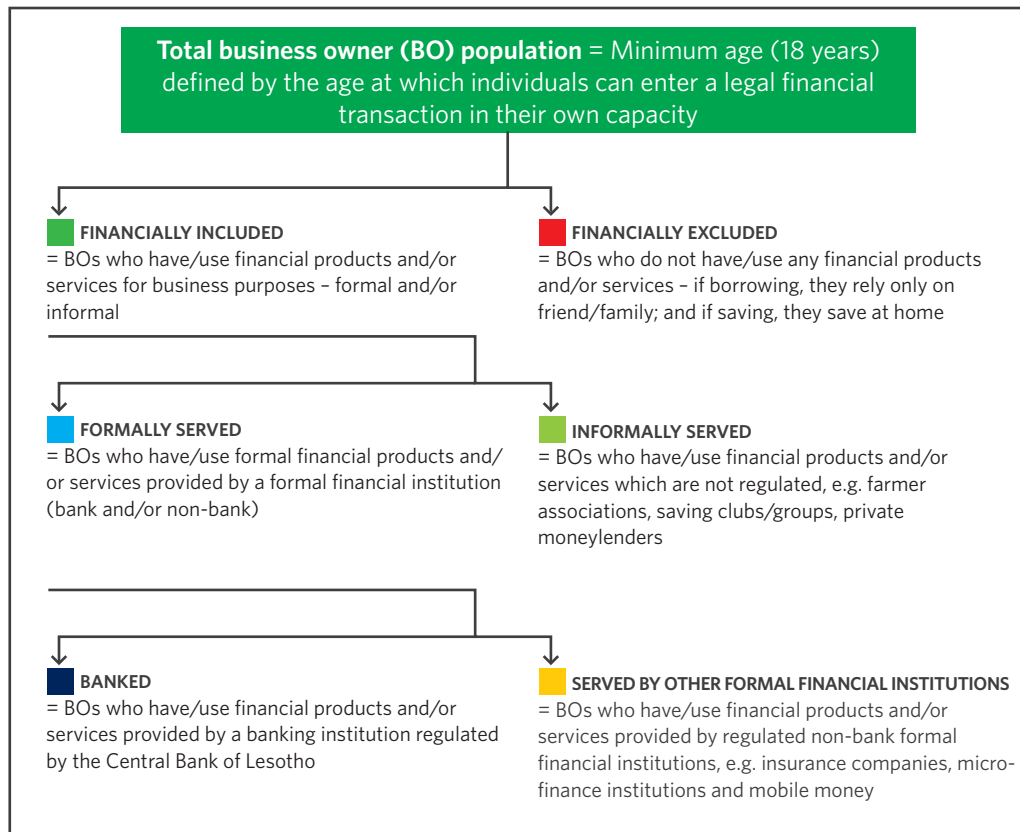 Total business owner (BO) population = Minimum age (18 years)
defined by the age at which individuals can enter a legal financial
transaction in their own capacity
FINANCIALLY INCLUDED
= BOs who have/use financial products and/or
services for business purposes – formal and/or
informal
FINANCIALLY EXCLUDED
= BOs who do not have/use any financial products
and/or services – if borrowing, they rely only on
friend/family; and if saving, they save at home
FORMALLY SERVED
= BOs who have/use formal financial products and/
or services provided by a formal financial institution
(bank and/or non-bank)
INFORMALLY SERVED
= BOs who have/use financial products and/or
services which are not regulated, e.g. farmer
associations, saving clubs/groups, private
moneylenders
BANKED
= BOs who have/use financial products and/or
services provided by a banking institution regulated
by the Central Bank of Lesotho
SERVED BY OTHER FORMAL FINANCIAL INSTITUTIONS
= BOs who have/use financial products and/or
services provided by regulated non-bank formal
financial institutions, e.g. insurance companies, micro-
finance institutions and mobile money